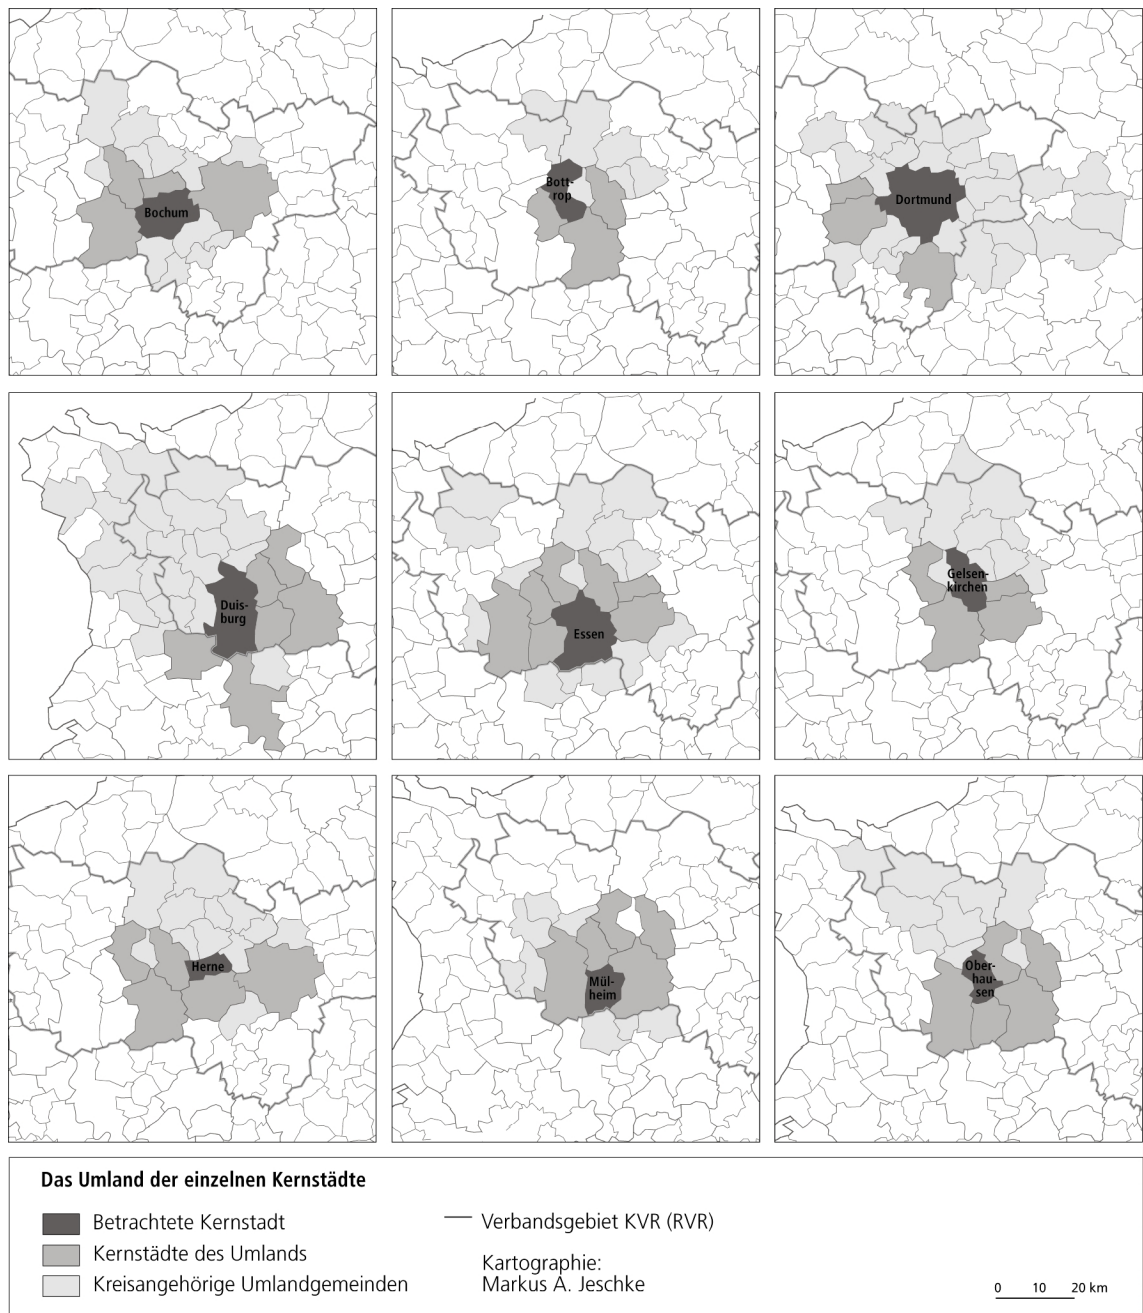 Bochum
Bott-
rop
Dortmund
Duis-
burg
Essen
Gelsen-
kirchen
Herne
Mül-
heim
Ober-
hau-
sen
Das Umland der einzelnen Kernstädte
Betrachtete Kernstadt
Kernstädte des Umlands
Kreisangehörige Umlandgemeinden
Verbandsgebiet KVR (RVR)
Kartographie:
Markus A. Jeschke
0 10 20 km